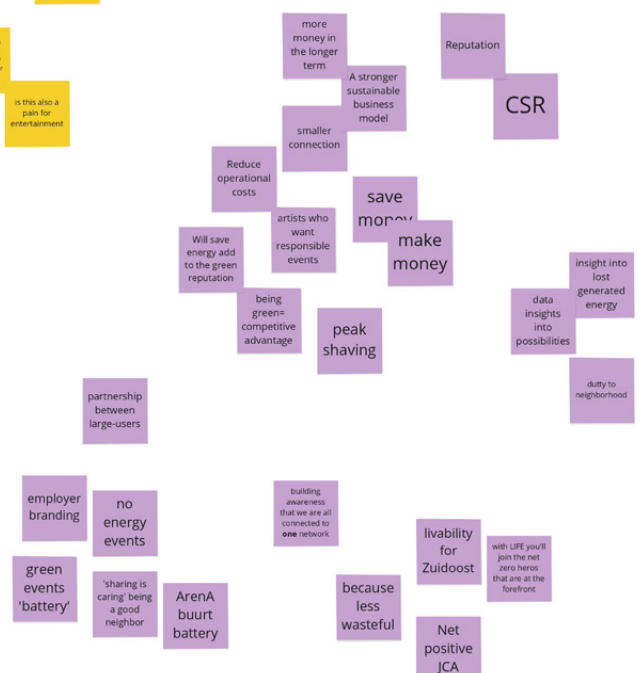 is this also a
pain for
entertainment
more
money in
the longer
term
A stronger
sustainable
business
model
smaller
connection
Reputation
CSR
Reduce
operational
costs
artists who
want
responsible
events
save
money
make
money
Will save
energy add
to the green
reputation
being
green=
competitive
advantage
peak
shaving
insight into
lost
generated
energy
data
insights
into
possibilities
dutty to
neighborhood
partnership
between
large-users
employer
branding
no
energy
events
green
events
'battery'
'sharing is
caring' being
a good
neighbor
ArenA
buurt
battery
building
awareness
that we are all
connected to
one network
because
less
wasteful
livability
for
Zuidoost
with LIFE you'll
join the net
zero heros
that are at the
forefront
Net
positive
JCA